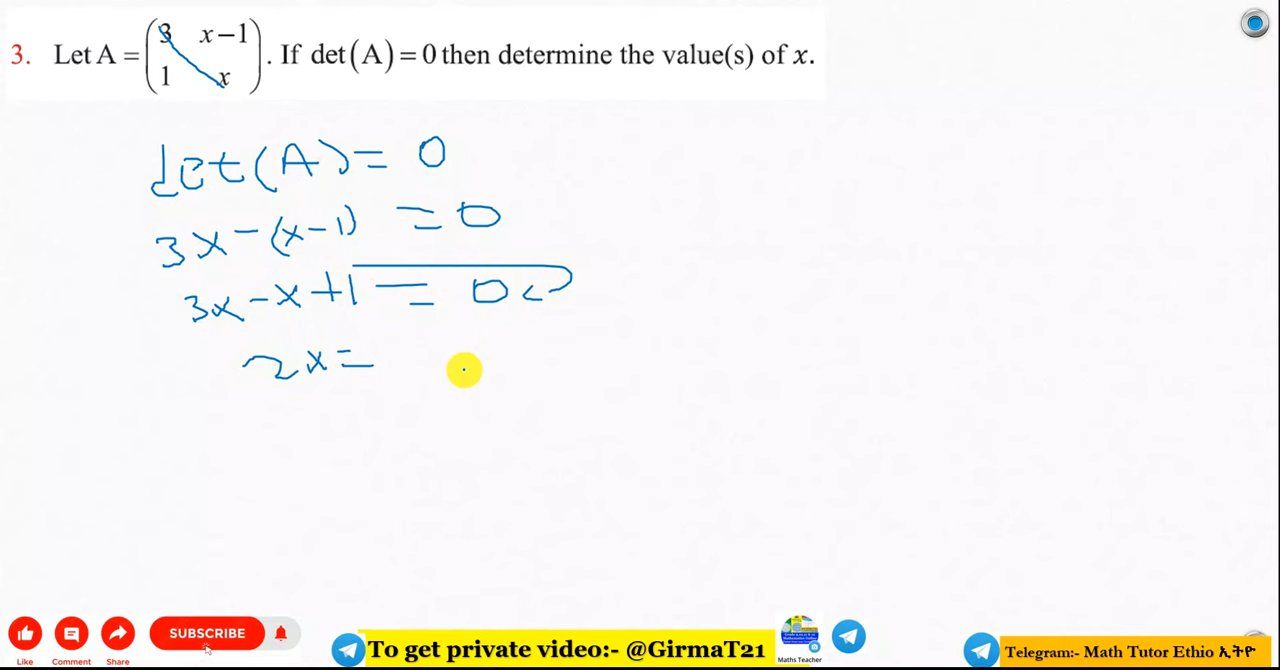 3. Let A = (3 x−1
1 x). If det(A) = 0 then determine the value(s) of x.
det(A) = 0
3x − (x−1) = 0
3x − x + 1 = 0
2x =
Like Comment Share
SUBSCRIBE
To get private video:- @GirmaT21
Maths Teacher
Telegram:- Math Tutor Ethio ኢትዮ